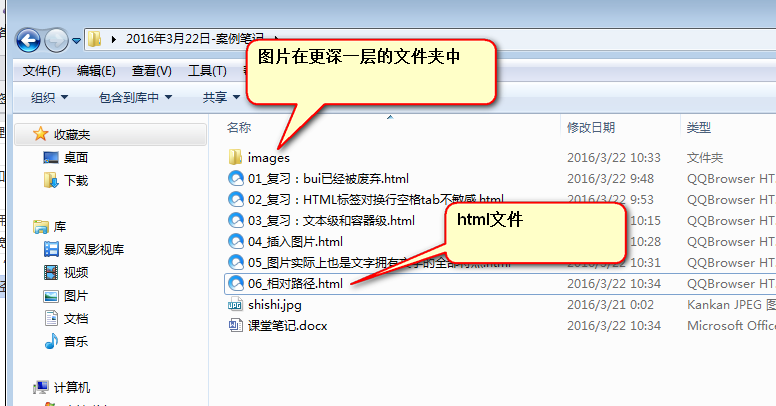 2016年3月22日-案例笔记
文件(F) 编辑(E) 查看(V) 工具(T)
图片在更深一层的文件夹中
组织 包含到库中 共享
名称 修改日期 类型
收藏夹
桌面
下载
库
暴风影视库
视频
图片
文档
音乐
计算机
images 2016/3/22 10:33 文件夹
01_复习：bui已经被废弃.html 2016/3/22 9:48 QQBrowser HT
02_复习：HTML标签对换行空格tab不敏感.html 2016/3/22 9:53 QQBrowser HT
03_复习：文本级和容器级.html 10:15 QQBrowser HT
html文件
04_插入图片.html 10:28 QQBrowser HT
05_图片实际上也是文字拥有文字的全部特点.html 10:31 QQBrowser HT
06_相对路径.html 2016/3/22 10:34 QQBrowser HT
shishi.jpg 2016/3/21 0:02 Kankan JPEG 图
课堂笔记.docx 2016/3/22 10:34 Microsoft Offic